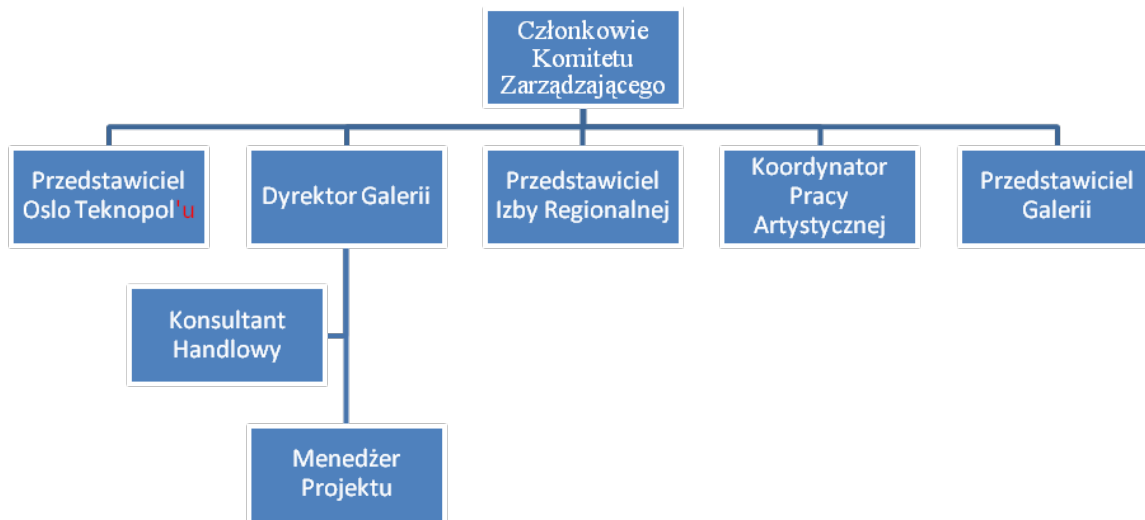 Członkowie
Komitetu
Zarządzającego
Przedstawiciel
Oslo Teknopol'u
Dyrektor Galerii
Przedstawiciel
Izby Regionalnej
Koordynator
Pracy
Artystycznej
Przedstawiciel
Galerii
Konsultant
Handlowy
Menedżer
Projektu